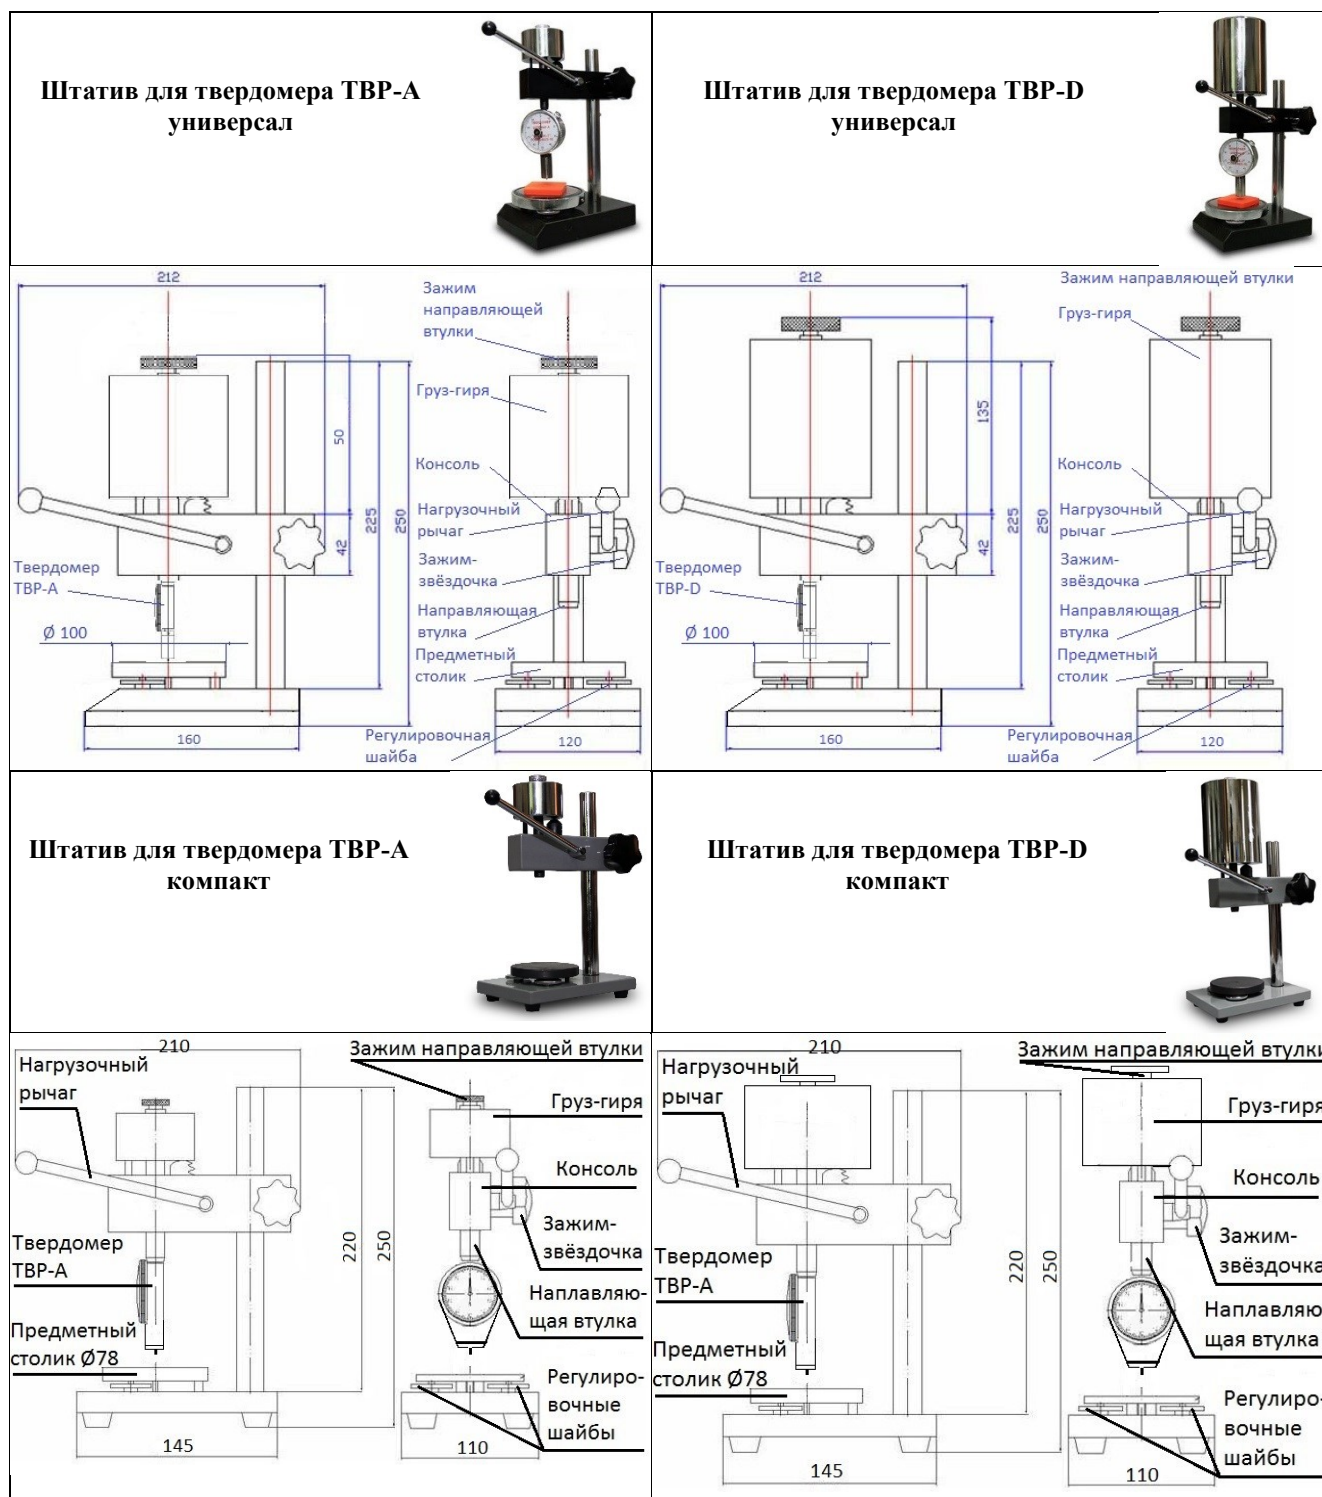 Штатив для твердомера ТВР-А
универсал
Штатив для твердомера ТВР-D
универсал
212
Зажим
направляющей
втулки
Груз-гиря
50
Консоль
Нагрузочный
рычаг
225
250
42
Зажим-
звёздочка
Твердомер
ТВР-А
Направляющая
втулка
Ø 100
Предметный
столик
Регулировочная
шайба
160
120
212
Зажим направляющей втулки
Груз-гиря
135
Консоль
Нагрузочный
рычаг
225
250
42
Зажим-
звёздочка
Твердомер
ТВР-D
Направляющая
втулка
Ø 100
Предметный
столик
Регулировочная
шайба
160
120
Штатив для твердомера ТВР-А
компакт
Штатив для твердомера ТВР-D
компакт
210
Зажим направляющей втулки
Нагрузочный
рычаг
Груз-гиря
Консоль
Зажим-
звёздочка
220
250
Твердомер
ТВР-А
Наплавляю-
щая втулка
Предметный
столик Ø78
Регулиро-
вочные
шайбы
145
110
210
Зажим направляющей втулки
Нагрузочный
рычаг
Груз-гиря
Консоль
Зажим-
звёздочка
220
250
Твердомер
ТВР-А
Наплавляю-
щая втулка
Предметный
столик Ø78
Регулиро-
вочные
шайбы
145
110